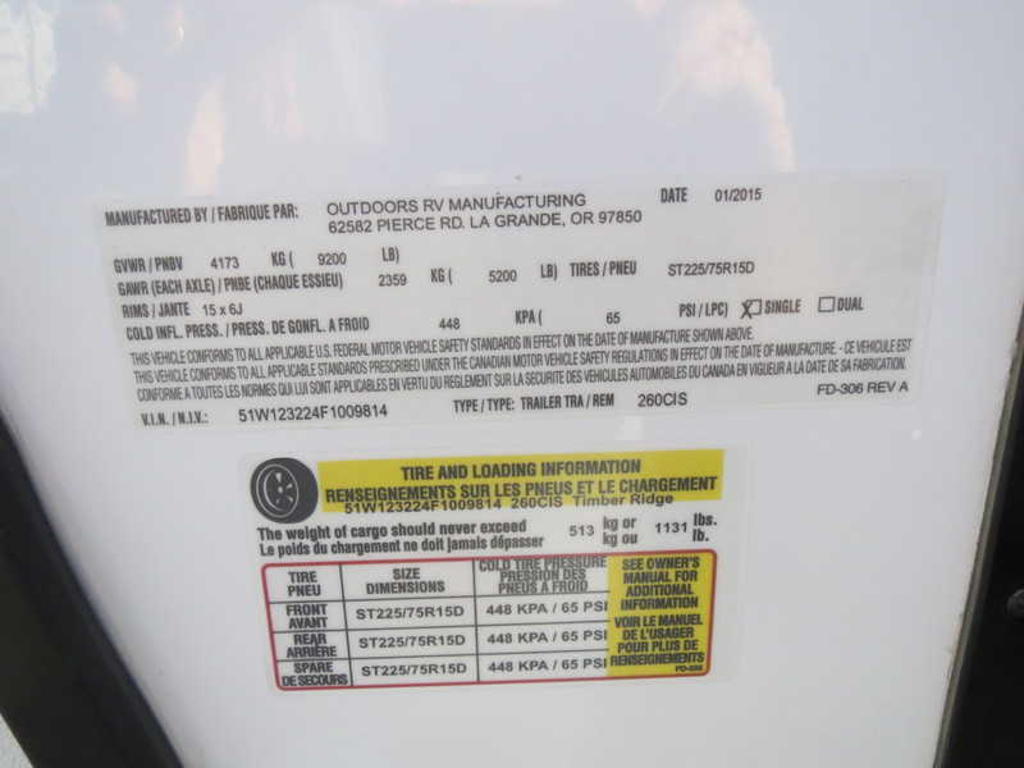 MANUFACTURED BY / FABRIQUE PAR: OUTDOORS RV MANUFACTURING DATE 01/2015
62582 PIERCE RD. LA GRANDE, OR 97850
GVWR / PNBV 4173 KG ( 9200 LB)
GAWR (EACH AXLE) / PNBE (CHAQUE ESSIEU) 2359 KG ( 5200 LB) TIRES / PNEU ST225/75R15D
RIMS / JANTE 15 x 6J
COLD INFL. PRESS. / PRESS. DE GONFL. A FROID 448 KPA ( 65 PSI / LPC) X SINGLE DUAL
THIS VEHICLE CONFORMS TO ALL APPLICABLE U.S. FEDERAL MOTOR VEHICLE SAFETY STANDARDS IN EFFECT ON THE DATE OF MANUFACTURE SHOWN ABOVE.
THIS VEHICLE CONFORMS TO ALL APPLICABLE STANDARDS PRESCRIBED UNDER THE CANADIAN MOTOR VEHICLE SAFETY REGULATIONS IN EFFECT ON THE DATE OF MANUFACTURE. - CE VEHICULE EST
CONFORME A TOUTES LES NORMES QUI LUI SONT APPLICABLES EN VERTU DU REGLEMENT SUR LA SECURITE DES VEHICULES AUTOMOBILES DU CANADA EN VIGUEUR A LA DATE DE SA FABRICATION.
V.I.N. / N.I.V.: 51W123224F1009814 TYPE / TYPE: TRAILER TRA / REM 260CIS FD-306 REV A
TIRE AND LOADING INFORMATION
RENSEIGNEMENTS SUR LES PNEUS ET LE CHARGEMENT
51W123224F1009814 260CIS Timber Ridge
The weight of cargo should never exceed 513 kg or 1131 lbs.
Le poids du chargement ne doit jamais dépasser kg ou lb.
TIRE SIZE COLD TIRE PRESSURE
PNEU DIMENSIONS PRESSION DES
PNEUS A FROID
FRONT ST225/75R15D 448 KPA / 65 PSI
AVANT
REAR ST225/75R15D 448 KPA / 65 PSI
ARRIÈRE
SPARE ST225/75R15D 448 KPA / 65 PSI
DE SECOURS
SEE OWNER'S
MANUAL FOR
ADDITIONAL
INFORMATION
VOIR LE MANUEL
DE L'USAGER
POUR PLUS DE
RENSEIGNEMENTS